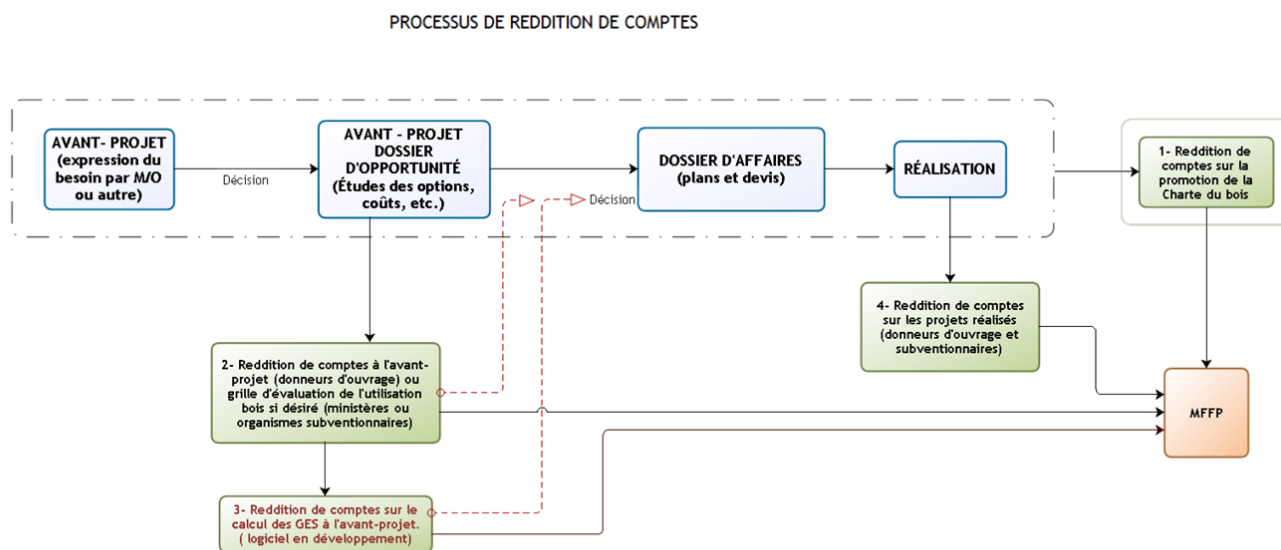 PROCESSUS DE REDDITION DE COMPTES
AVANT- PROJET
(expression du
besoin par M/O
ou autre)
Décision
AVANT - PROJET
DOSSIER
D'OPPORTUNITÉ
(Études des options,
coûts, etc.)
Décision
DOSSIER D'AFFAIRES
(plans et devis)
RÉALISATION
1- Reddition de
comptes sur la
promotion de la
Charte du bois
4- Reddition de comptes
sur les projets réalisés
(donneurs d'ouvrage et
subventionnaires)
2- Reddition de comptes à l'avant-
projet (donneurs d'ouvrage) ou
grille d'évaluation de l'utilisation
bois si désiré (ministères ou
organismes subventionnaires)
MFFP
3- Reddition de comptes sur le
calcul des GES à l'avant-projet.
( logiciel en développement)